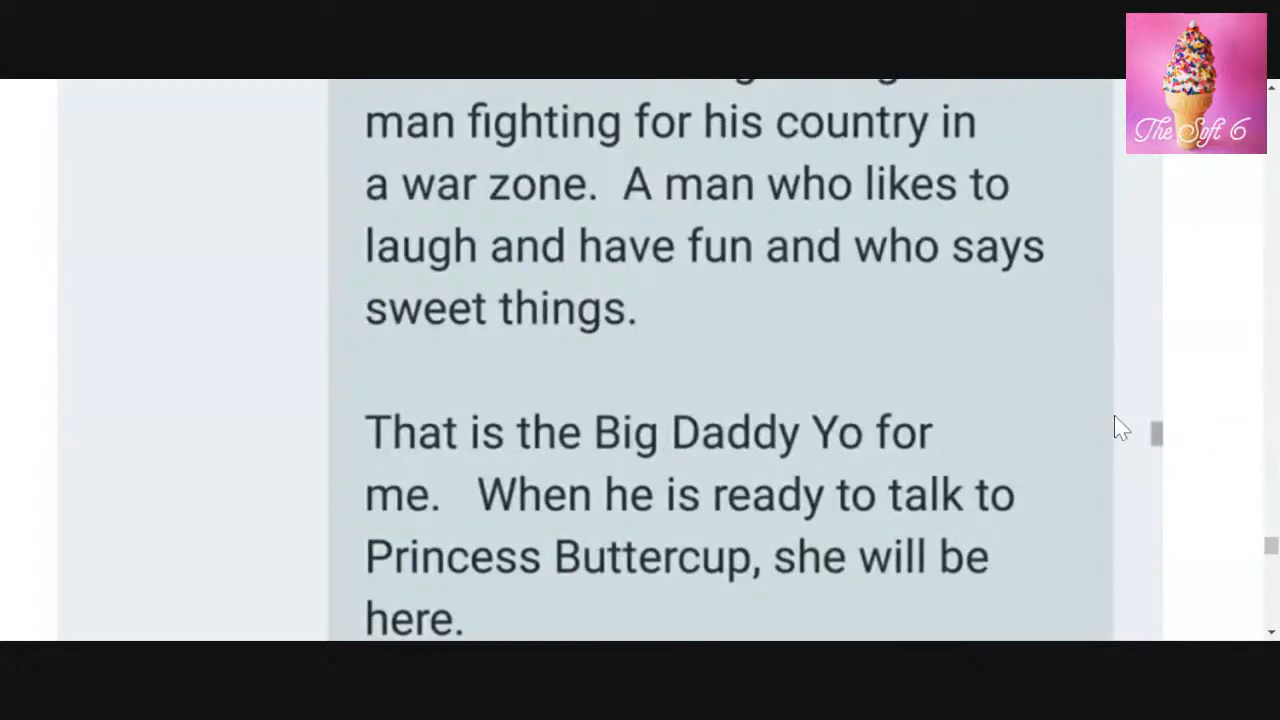 The Soft 6
man fighting for his country in
a war zone.  A man who likes to
laugh and have fun and who says
sweet things.
That is the Big Daddy Yo for
me.   When he is ready to talk to
Princess Buttercup, she will be
here.